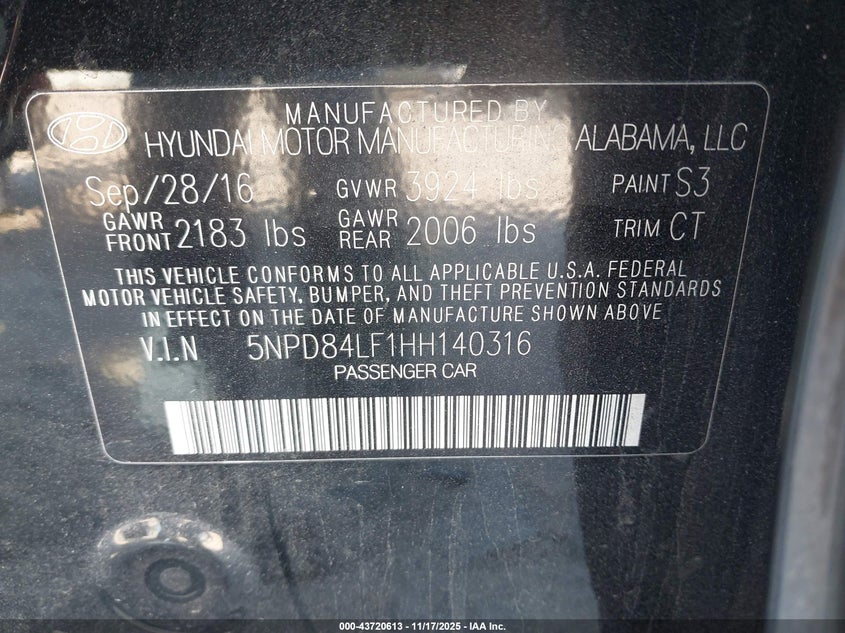 MANUFACTURED BY
HYUNDAI MOTOR MANUFACTURING ALABAMA, LLC
Sep/28/16 GVWR 3924 lbs PAINT S3
GAWR FRONT 2183 lbs GAWR REAR 2006 lbs TRIM CT
THIS VEHICLE CONFORMS TO ALL APPLICABLE U.S.A. FEDERAL
MOTOR VEHICLE SAFETY, BUMPER, AND THEFT PREVENTION STANDARDS
IN EFFECT ON THE DATE OF MANUFACTURE SHOWN ABOVE
V.I.N 5NPD84LF1HH140316
PASSENGER CAR
000-43720613 - 11/17/2025 - IAA Inc.